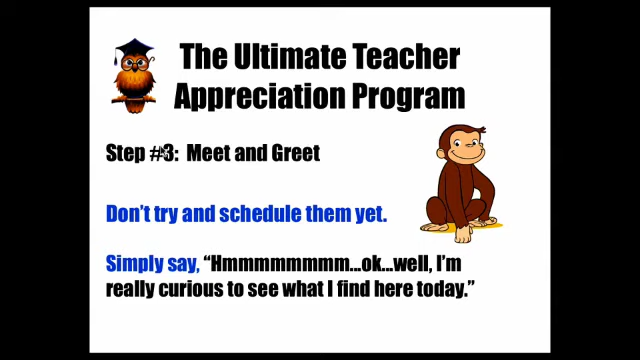 The Ultimate Teacher
Appreciation Program
Step #3: Meet and Greet
Don't try and schedule them yet.
Simply say, “Hmmmmmmmm...ok...well, I'm
really curious to see what I find here today.”